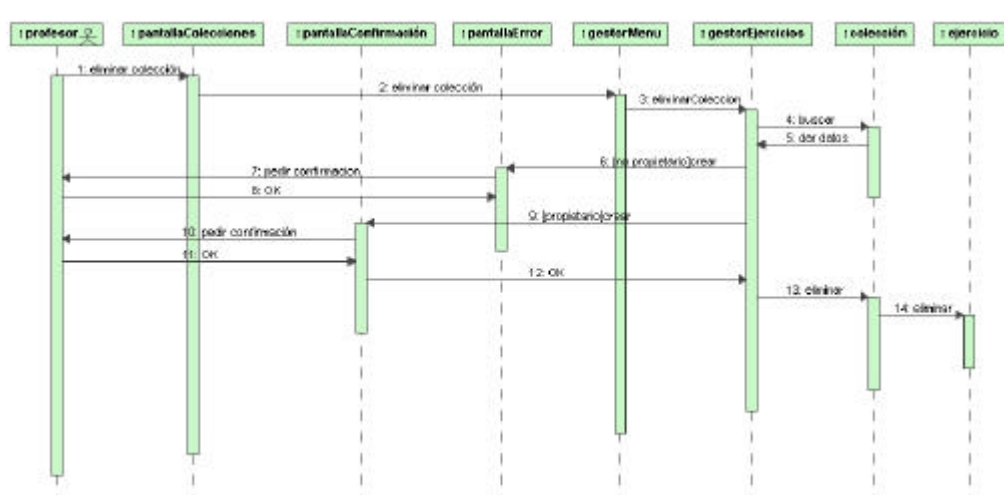 : profesor
: pantallaColecciones
: pantallaConfirmación
: pantallaError
: gestorMenu
: gestorEjercicios
: colección
: ejercicio
1: eliminar colección
2: eliminar colección
3: eliminarColeccion
4: buscar
5: dar datos
6: [no propietario]crear
7: pedir confirmacion
8: OK
9: [propietario]crear
10: pedir confirmación
11: OK
12: OK
13: eliminar
14: eliminar